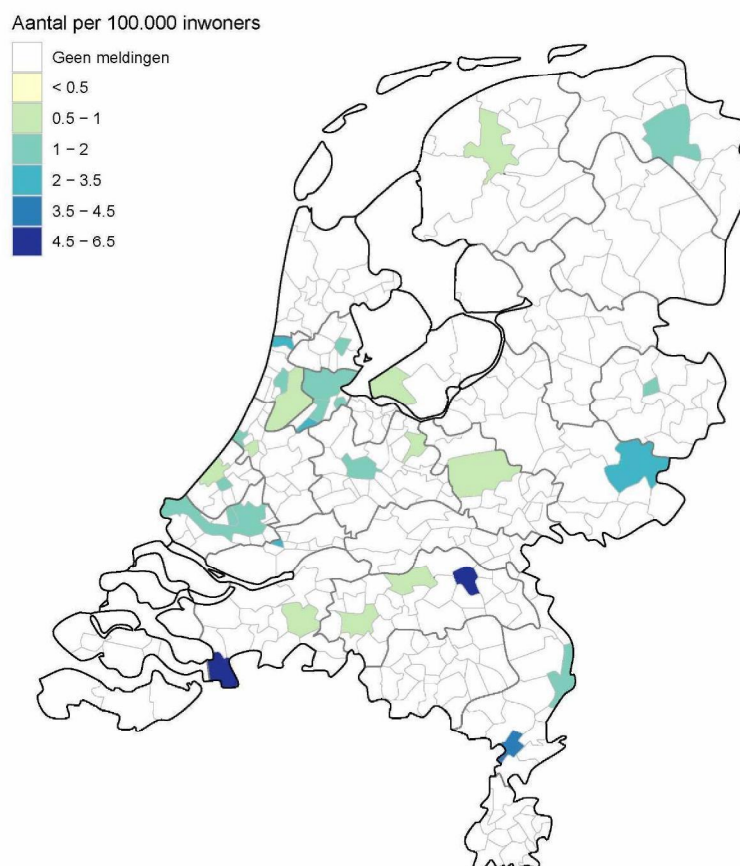 Aantal per 100.000 inwoners
Geen meldingen
< 0.5
0.5 – 1
1 – 2
2 – 3.5
3.5 – 4.5
4.5 – 6.5